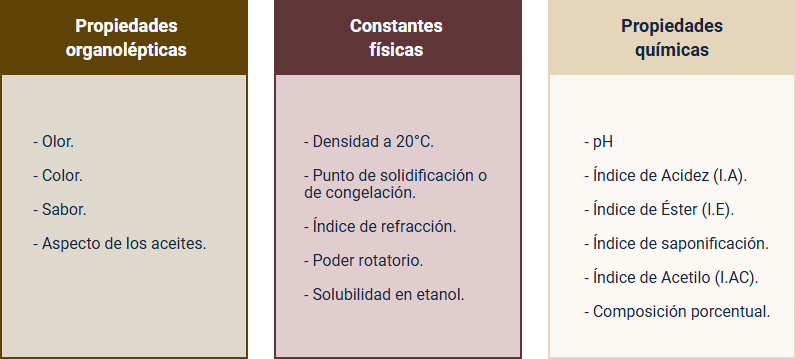 Propiedades
organolépticas
- Olor.
- Color.
- Sabor.
- Aspecto de los aceites.
Constantes
físicas
- Densidad a 20°C.
- Punto de solidificación o
de congelación.
- Índice de refracción.
- Poder rotatorio.
- Solubilidad en etanol.
Propiedades
químicas
- pH
- Índice de Acidez (I.A).
- Índice de Éster (I.E).
- Índice de saponificación.
- Índice de Acetilo (I.AC).
- Composición porcentual.